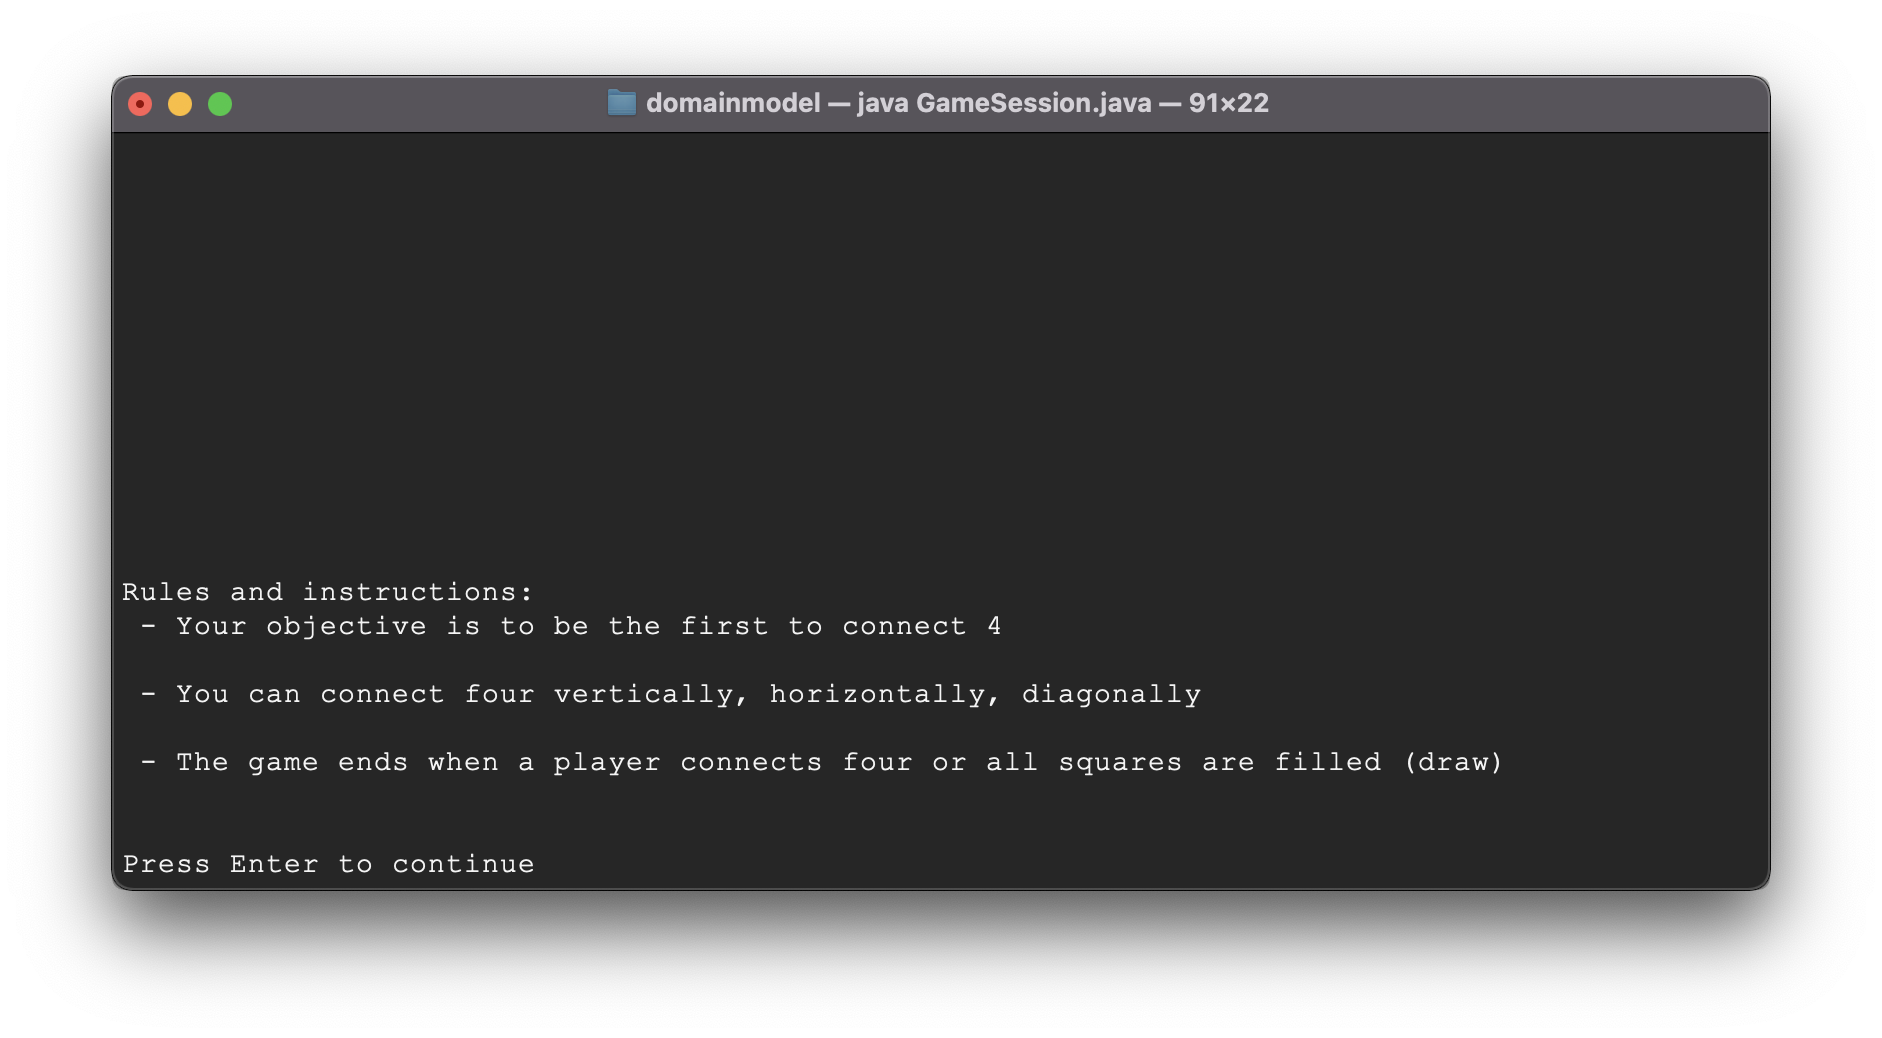 domainmodel — java GameSession.java — 91×22
Rules and instructions:
- Your objective is to be the first to connect 4
- You can connect four vertically, horizontally, diagonally
- The game ends when a player connects four or all squares are filled (draw)
Press Enter to continue